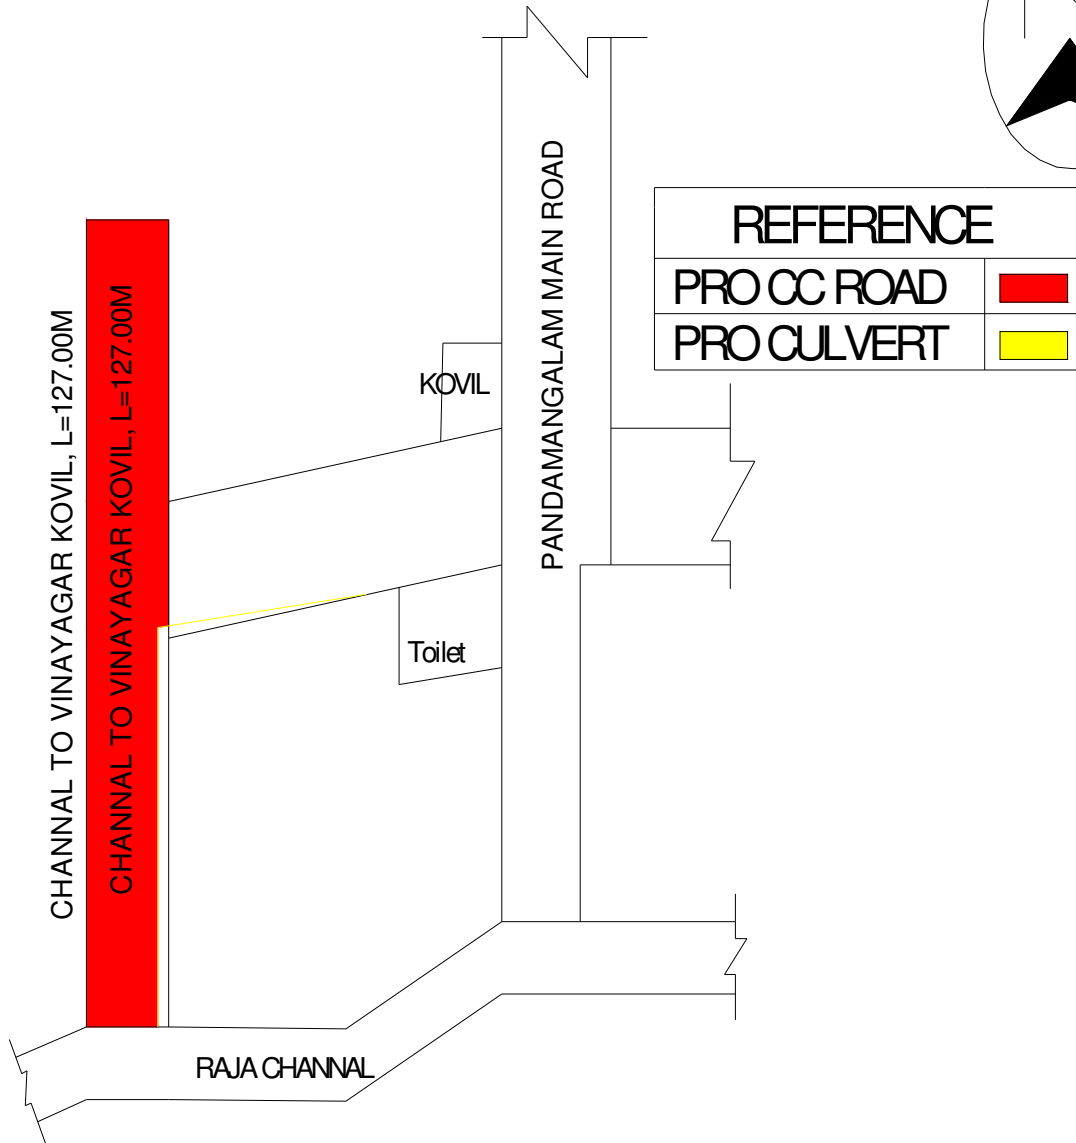 PANDAMANGALAM MAIN ROAD
REFERENCE
PRO CC ROAD
PRO CULVERT
CHANNAL TO VINAYAGAR KOVIL, L=127.00M
CHANNAL TO VINAYAGAR KOVIL, L=127.00M
KOVIL
Toilet
RAJA CHANNAL